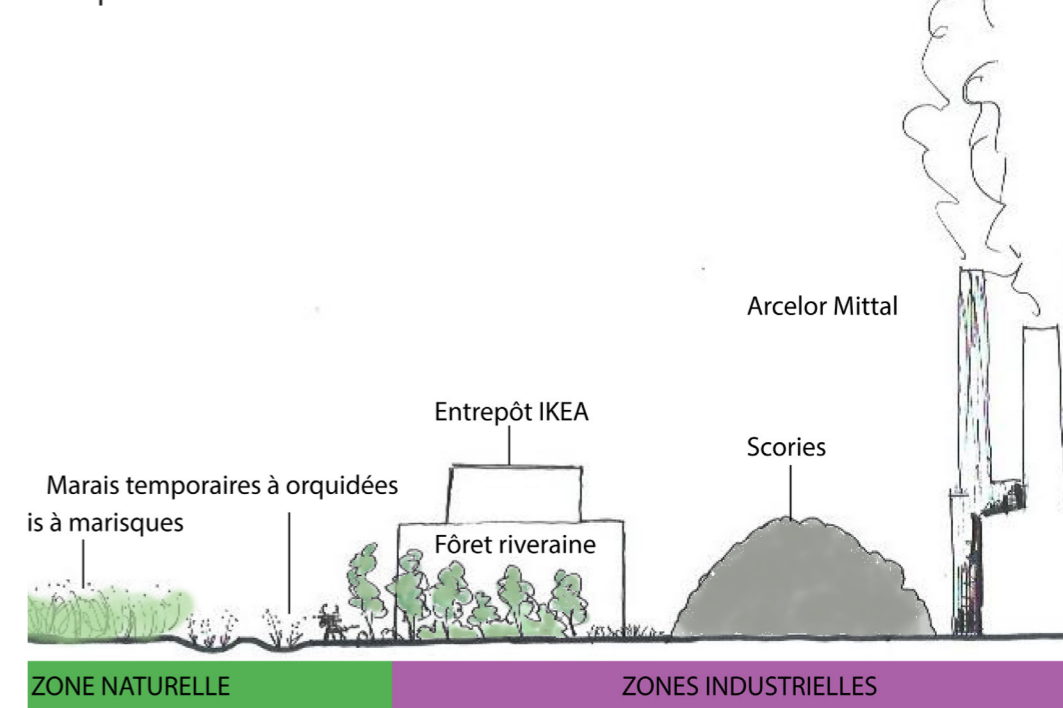 Arcelor Mittal
Entrepôt IKEA
Scories
Marais temporaires à orquidées
is à marisques
Fôret riveraine
ZONE NATURELLE
ZONES INDUSTRIELLES